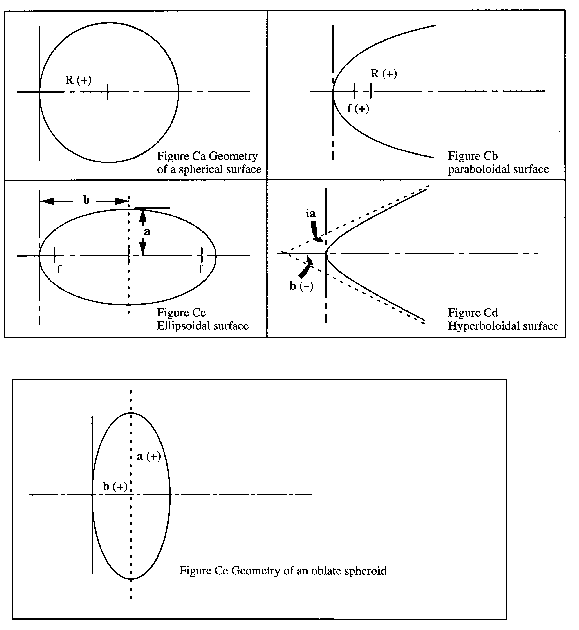 R (+)
Figure Ca Geometry
of a spherical surface
R (+)
f (+)
Figure Cb
paraboloidal surface
b
a
f
f
Figure Cc
Ellipsoidal surface
ia
b (–)
Figure Cd
Hyperboloidal surface
a (+)
b (+)
Figure Ce Geometry of an oblate spheroid